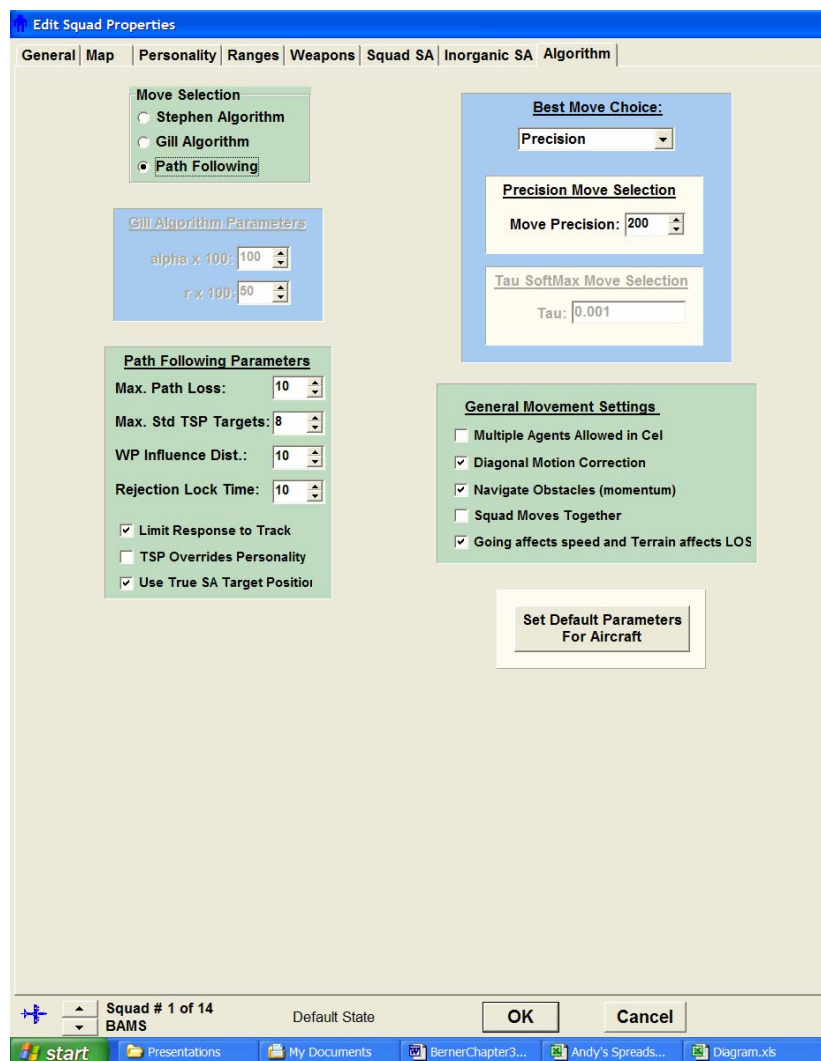 Edit Squad Properties
General Map Personality Ranges Weapons Squad SA Inorganic SA Algorithm
Move Selection
Stephen Algorithm
Gill Algorithm
Path Following
Gill Algorithm Parameters
alpha x 100: 100
r x 100: 50
Path Following Parameters
Max. Path Loss: 10
Max. Std TSP Targets: 8
WP Influence Dist.: 10
Rejection Lock Time: 10
Limit Response to Track
TSP Overrides Personality
Use True SA Target Position
Best Move Choice:
Precision
Precision Move Selection
Move Precision: 200
Tau SoftMax Move Selection
Tau: 0.001
General Movement Settings
Multiple Agents Allowed in Cel
Diagonal Motion Correction
Navigate Obstacles (momentum)
Squad Moves Together
Going affects speed and Terrain affects LOS
Set Default Parameters
For Aircraft
Squad # 1 of 14
BAMS
Default State
OK
Cancel
start Presentations My Documents BernerChapter3... Andy's Spreads... Diagram.xls